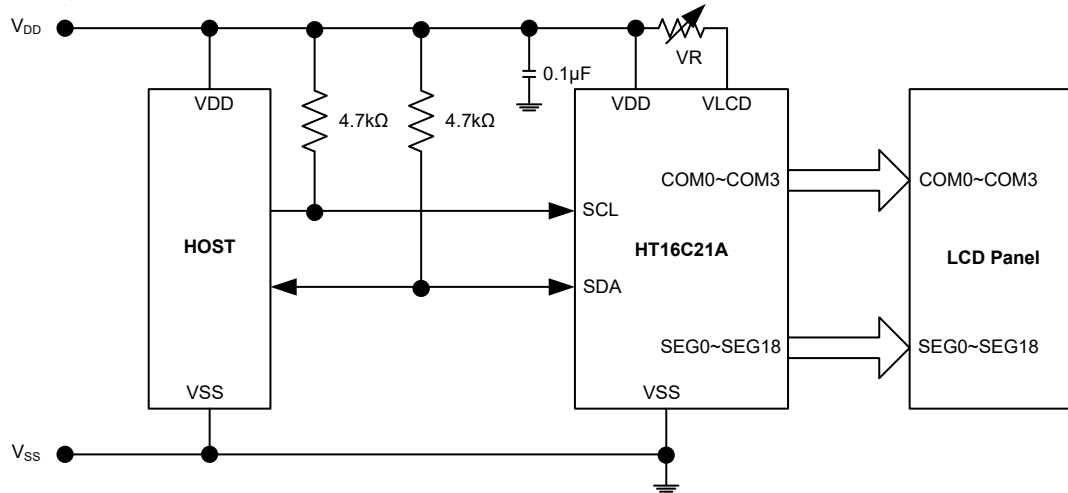 VDD
VR
0.1µF
VDD
VDD
VLCD
4.7kΩ
4.7kΩ
COM0~COM3
COM0~COM3
SCL
HOST
HT16C21A
LCD Panel
SDA
SEG0~SEG18
SEG0~SEG18
VSS
VSS
VSS